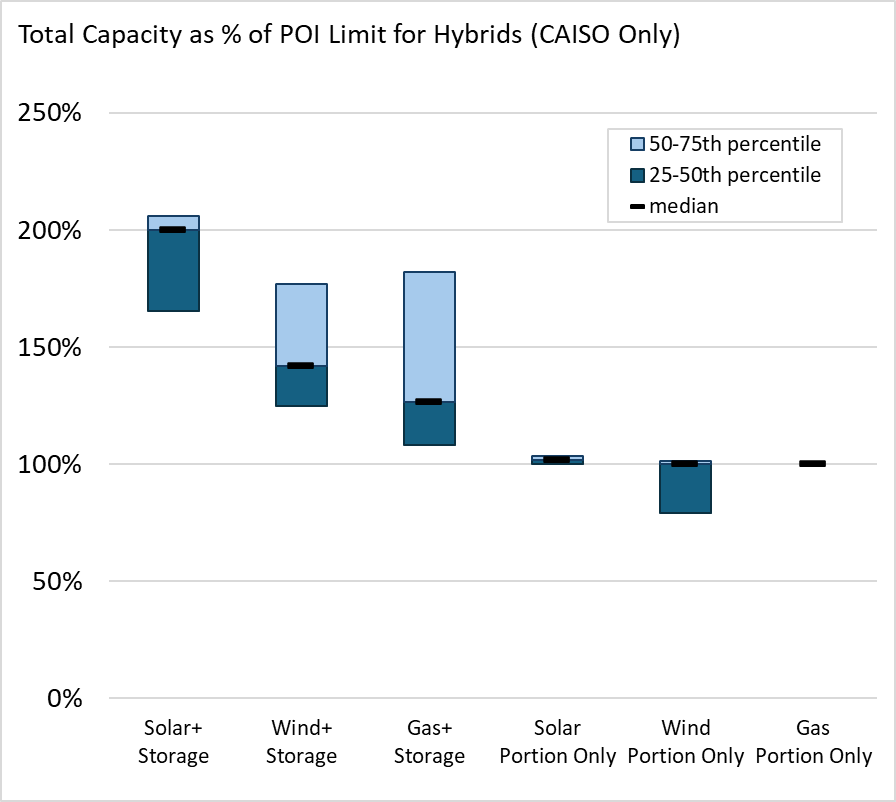 Total Capacity as % of POI Limit for Hybrids (CAISO Only)
250%
200%
150%
100%
50%
0%
50-75th percentile
25-50th percentile
median
Solar+
Storage
Wind+
Storage
Gas+
Storage
Solar
Portion Only
Wind
Portion Only
Gas
Portion Only